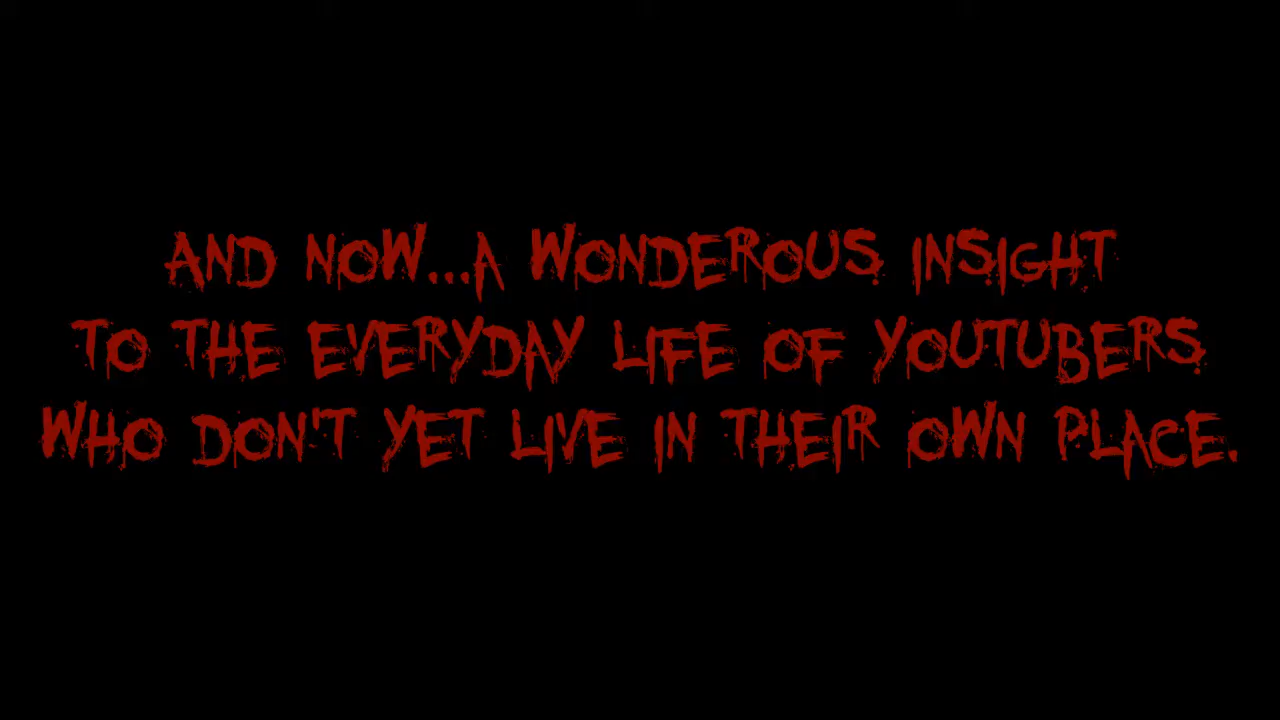 AND NOW...A WONDEROUS INSIGHT
TO THE EVERYDAY LIFE OF YOUTUBERS
WHO DON'T YET LIVE IN THEIR OWN PLACE.